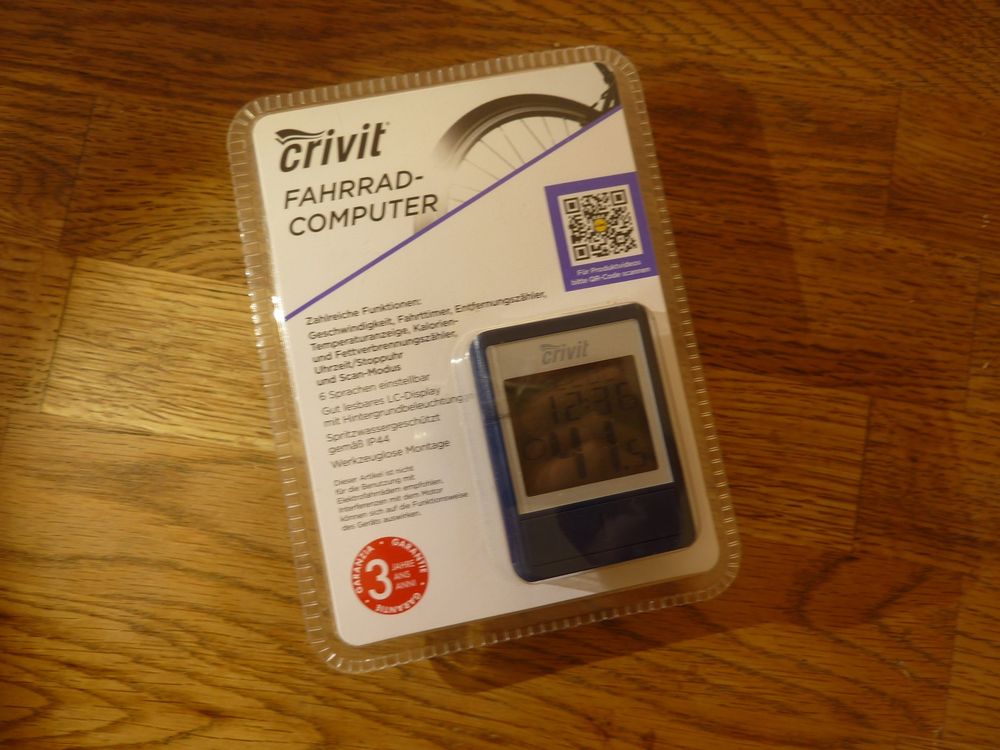 crivit
FAHRRAD-
COMPUTER
Für Produktvideos
bitte QR-Code scannen
Zahlreiche Funktionen:
Geschwindigkeit, Fahrttimer, Entfernungszähler,
Temperaturanzeige, Kalorien-
und Fettverbrennungszähler,
Uhrzeit/Stoppuhr
und Scan-Modus
6 Sprachen einstellbar
Gut lesbares LC-Display
mit Hintergrundbeleuchtung
Spritzwassergeschützt
gemäß IP44
Werkzeuglose Montage
Dieser Artikel ist nicht
für die Benutzung mit
Elektrofahrrädern empfohlen.
Interferenzen mit dem Motor
können sich auf die Funktionsweise
des Geräts auswirken.
GARANZIA • GARANTIE • GARANTIE
3 JAHRE
ANS
ANNI
crivit